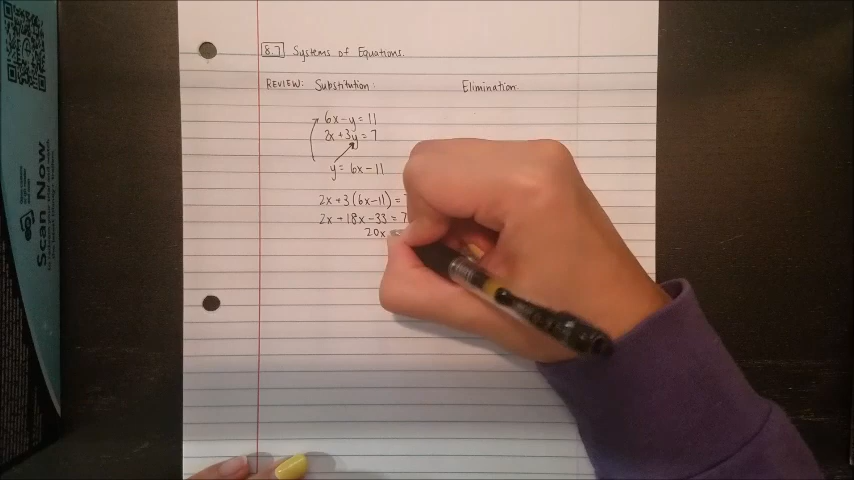 8.7 Systems of Equations.
REVIEW: Substitution: Elimination.
6x - y = 11
2x + 3y = 7
y = 6x - 11
2x + 3(6x - 11) =
2x + 18x - 33 = 7
20x =
Scan Now